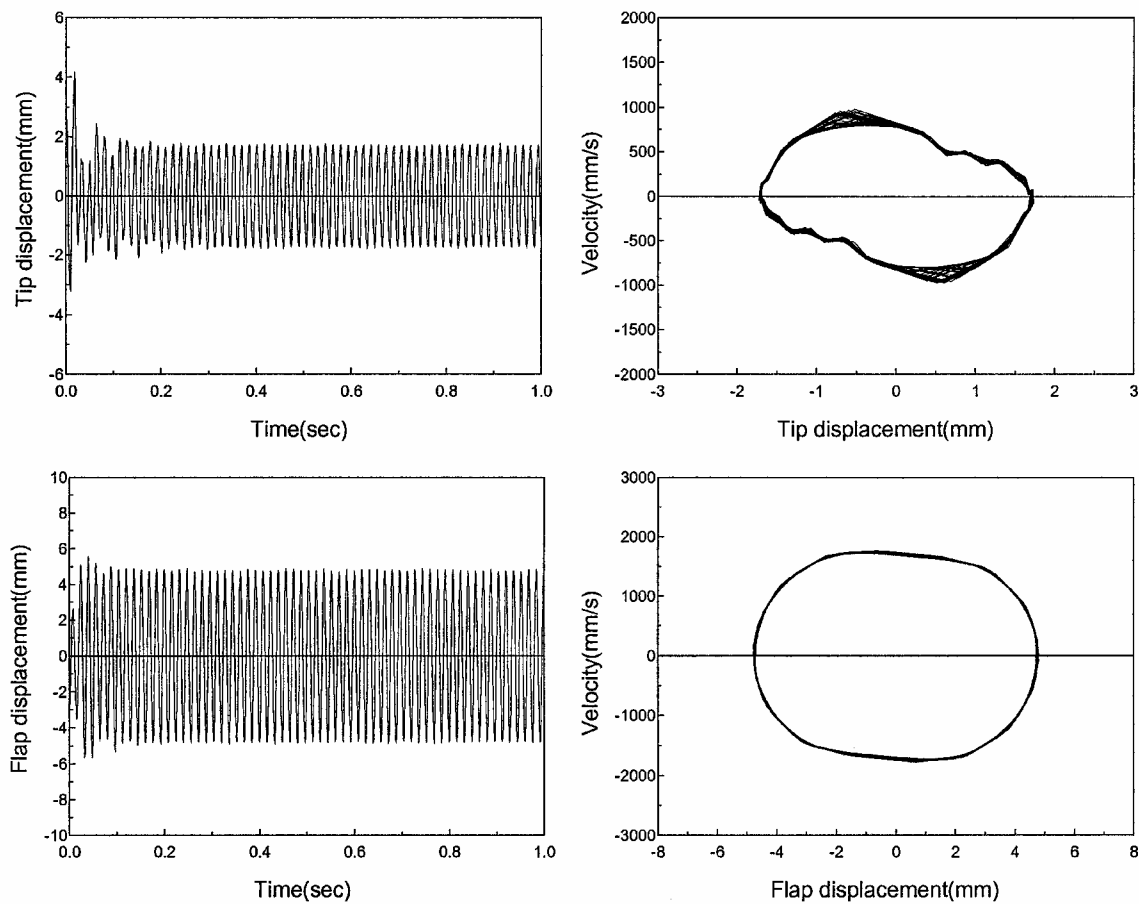 6
4
2
0
-2
-4
-6
Tip displacement(mm)
0.0 0.2 0.4 0.6 0.8 1.0
Time(sec)
2000
1500
1000
500
0
-500
-1000
-1500
-2000
Velocity(mm/s)
-3 -2 -1 0 1 2 3
Tip displacement(mm)
10
8
6
4
2
0
-2
-4
-6
-8
-10
Flap displacement(mm)
0.0 0.2 0.4 0.6 0.8 1.0
Time(sec)
3000
2000
1000
0
-1000
-2000
-3000
Velocity(mm/s)
-8 -6 -4 -2 0 2 4 6 8
Flap displacement(mm)